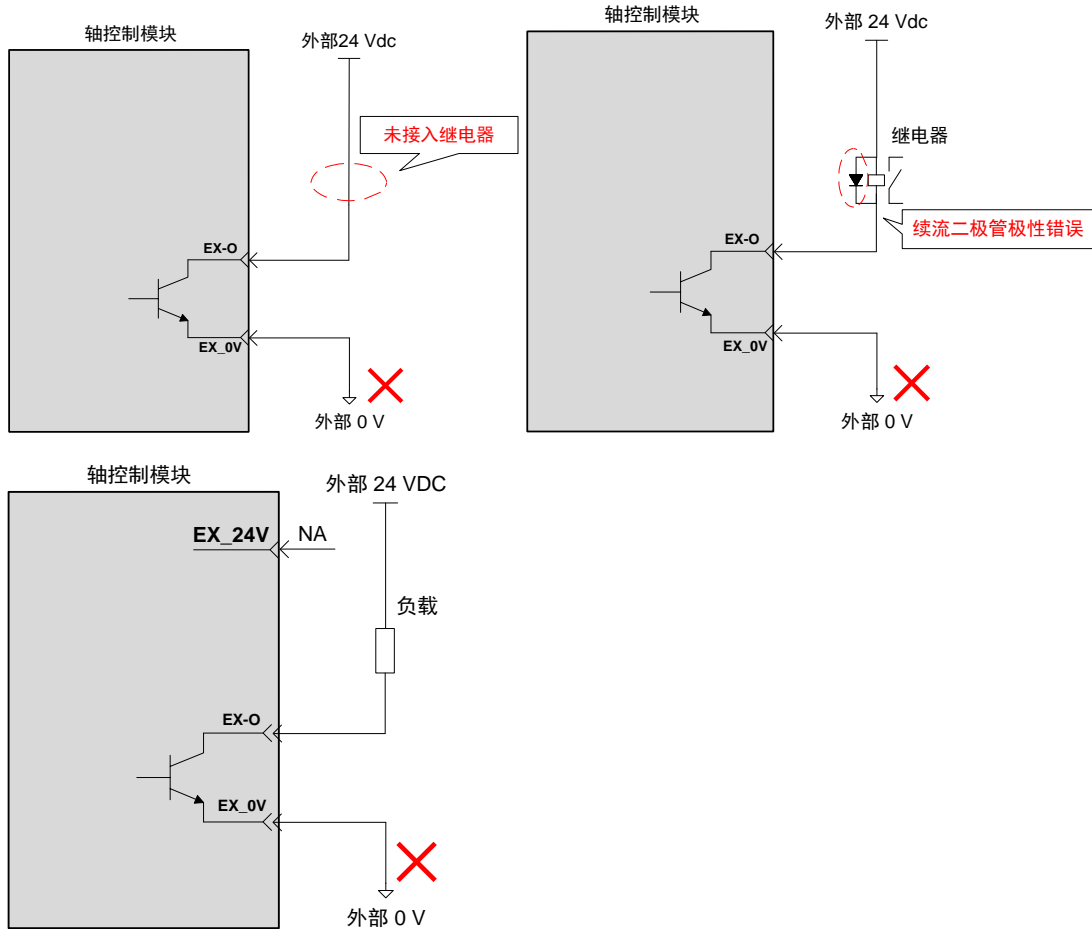 轴控制模块
外部24 Vdc
未接入继电器
EX-O
EX_0V
外部 0 V
轴控制模块
外部 24 Vdc
继电器
续流二极管极性错误
EX-O
EX_0V
外部 0 V
轴控制模块
外部 24 VDC
EX_24V
NA
负载
EX-O
EX_0V
外部 0 V